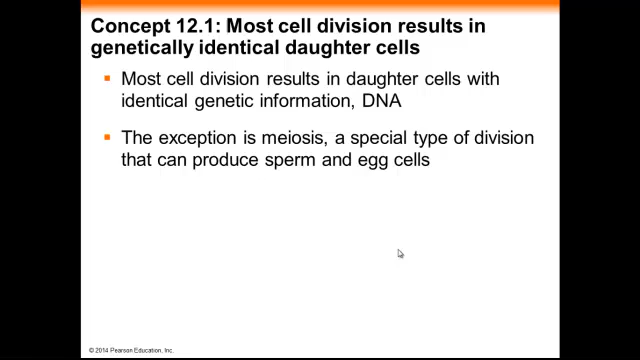 Concept 12.1: Most cell division results in
genetically identical daughter cells
Most cell division results in daughter cells with
identical genetic information, DNA
The exception is meiosis, a special type of division
that can produce sperm and egg cells
© 2014 Pearson Education, Inc.